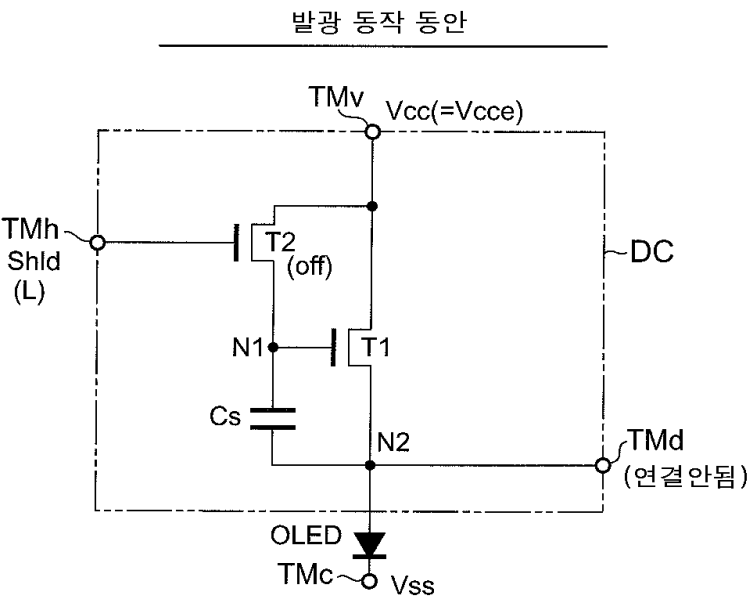 발광 동작 동안
TMv
Vcc(=Vcce)
TMh
Shld
(L)
T2
(off)
DC
N1
T1
Cs
N2
TMd
(연결안됨)
OLED
TMc
Vss